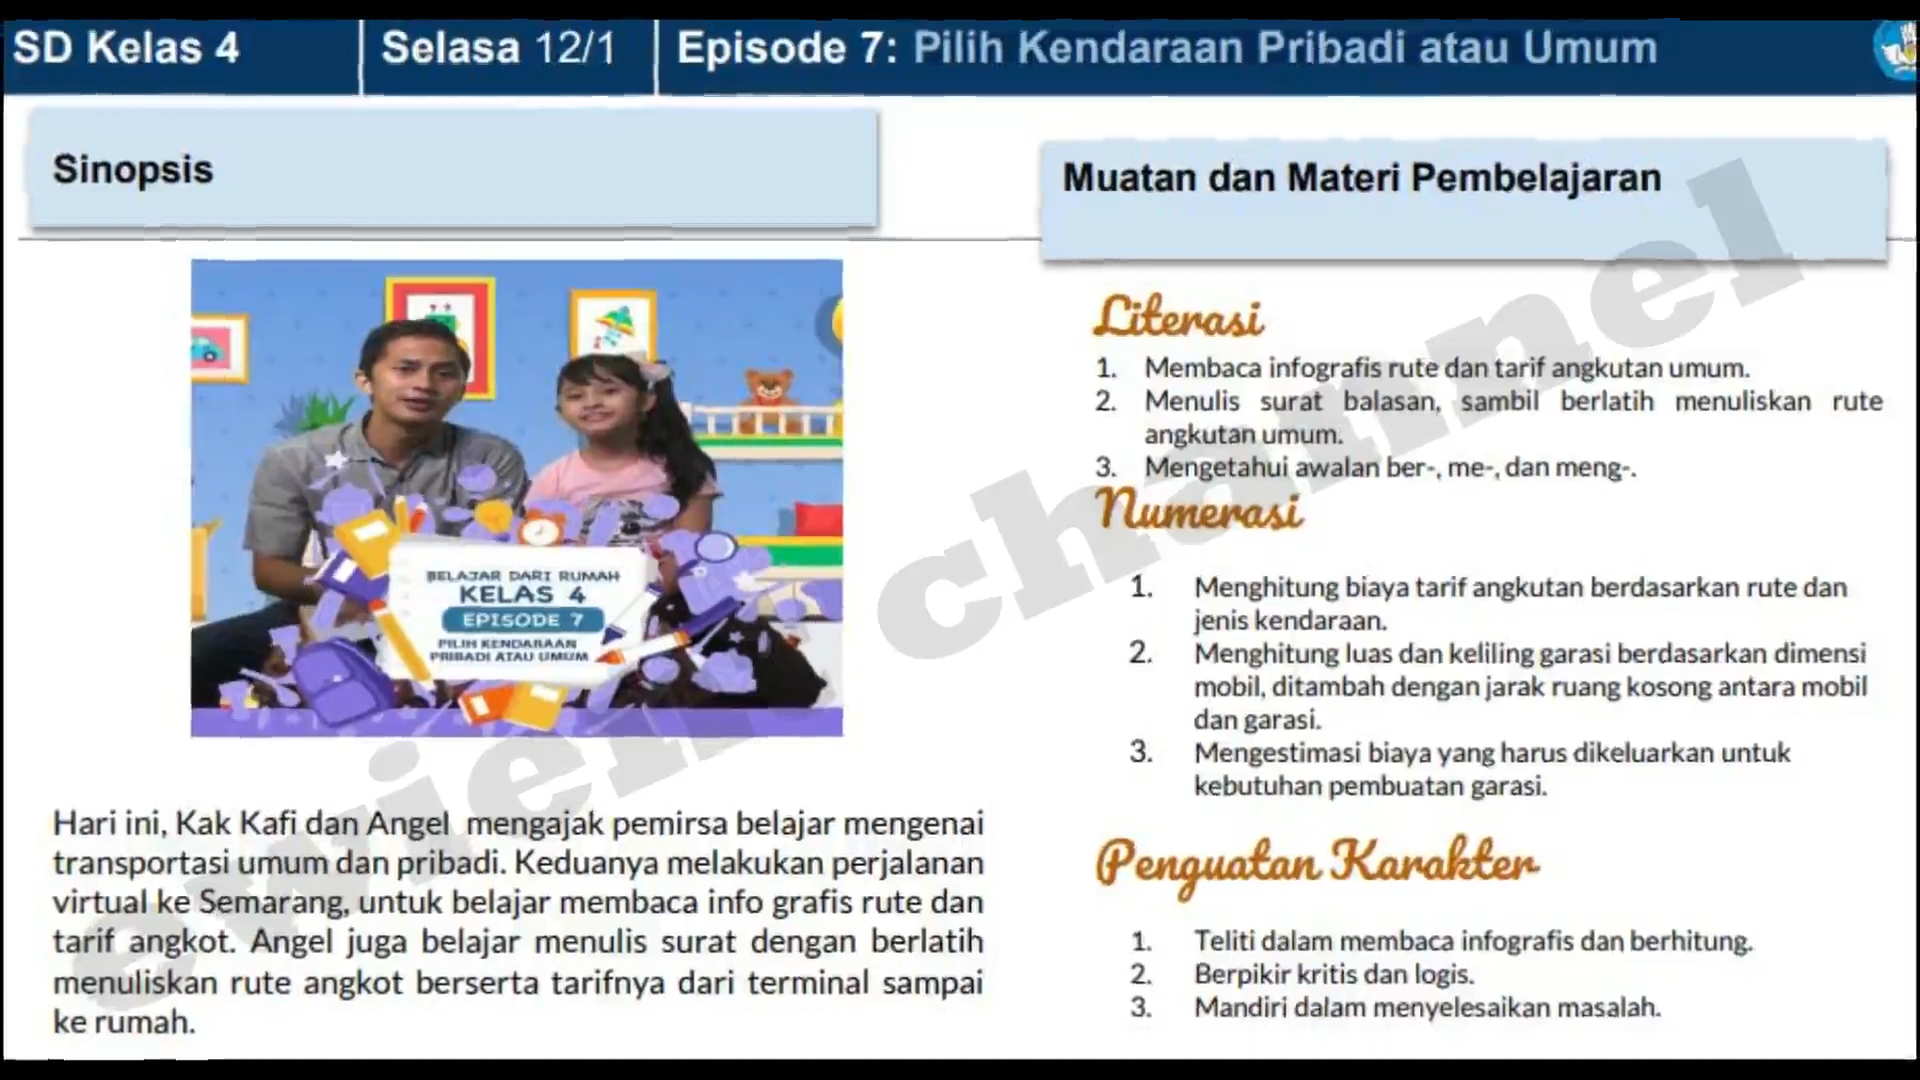 SD Kelas 4
Selasa 12/1
Episode 7: Pilih Kendaraan Pribadi atau Umum
Sinopsis
BELAJAR DARI RUMAH
KELAS 4
EPISODE 7
PILIH KENDARAAN
PRIBADI ATAU UMUM
Hari ini, Kak Kafi dan Angel mengajak pemirsa belajar mengenai
transportasi umum dan pribadi. Keduanya melakukan perjalanan
virtual ke Semarang, untuk belajar membaca info grafis rute dan
tarif angkot. Angel juga belajar menulis surat dengan berlatih
menuliskan rute angkot berserta tarifnya dari terminal sampai
ke rumah.
Muatan dan Materi Pembelajaran
Literasi
1. Membaca infografis rute dan tarif angkutan umum.
2. Menulis surat balasan, sambil berlatih menuliskan rute
angkutan umum.
3. Mengetahui awalan ber-, me-, dan meng-.
Numerasi
1. Menghitung biaya tarif angkutan berdasarkan rute dan
jenis kendaraan.
2. Menghitung luas dan keliling garasi berdasarkan dimensi
mobil, ditambah dengan jarak ruang kosong antara mobil
dan garasi.
3. Mengestimasi biaya yang harus dikeluarkan untuk
kebutuhan pembuatan garasi.
Penguatan Karakter
1. Teliti dalam membaca infografis dan berhitung.
2. Berpikir kritis dan logis.
3. Mandiri dalam menyelesaikan masalah.
channel